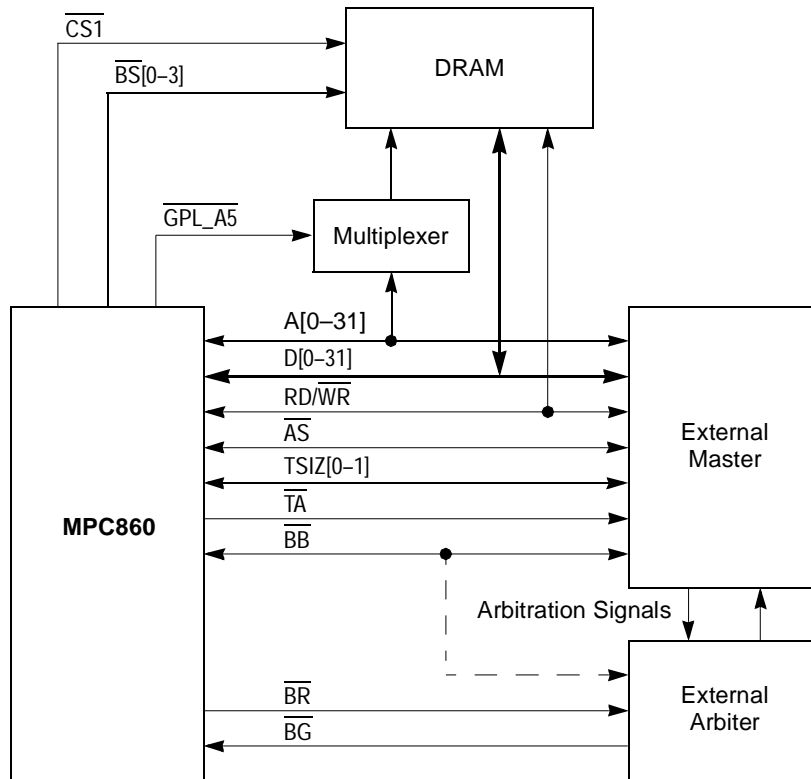 CS1
DRAM
BS[0–3]
GPL_A5
Multiplexer
A[0–31]
D[0–31]
RD/WR
AS
TSIZ[0–1]
TA
BB
MPC860
External
Master
Arbitration Signals
BR
BG
External
Arbiter